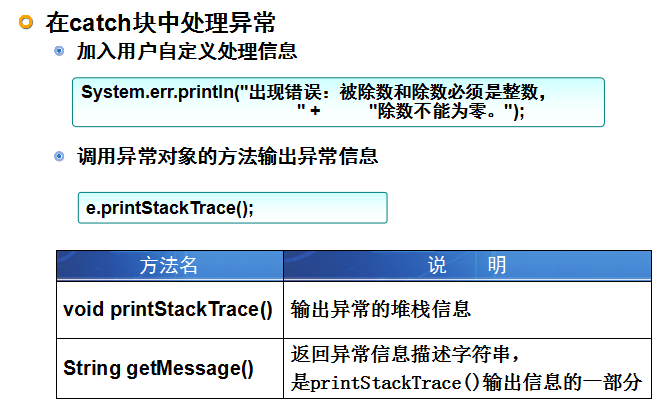 在catch块中处理异常
加入用户自定义处理信息
System.err.println("出现错误：被除数和除数必须是整数，
" + "除数不能为零。");
调用异常对象的方法输出异常信息
e.printStackTrace();
方法名 说 明
void printStackTrace() 输出异常的堆栈信息
String getMessage() 返回异常信息描述字符串，
是printStackTrace()输出信息的一部分